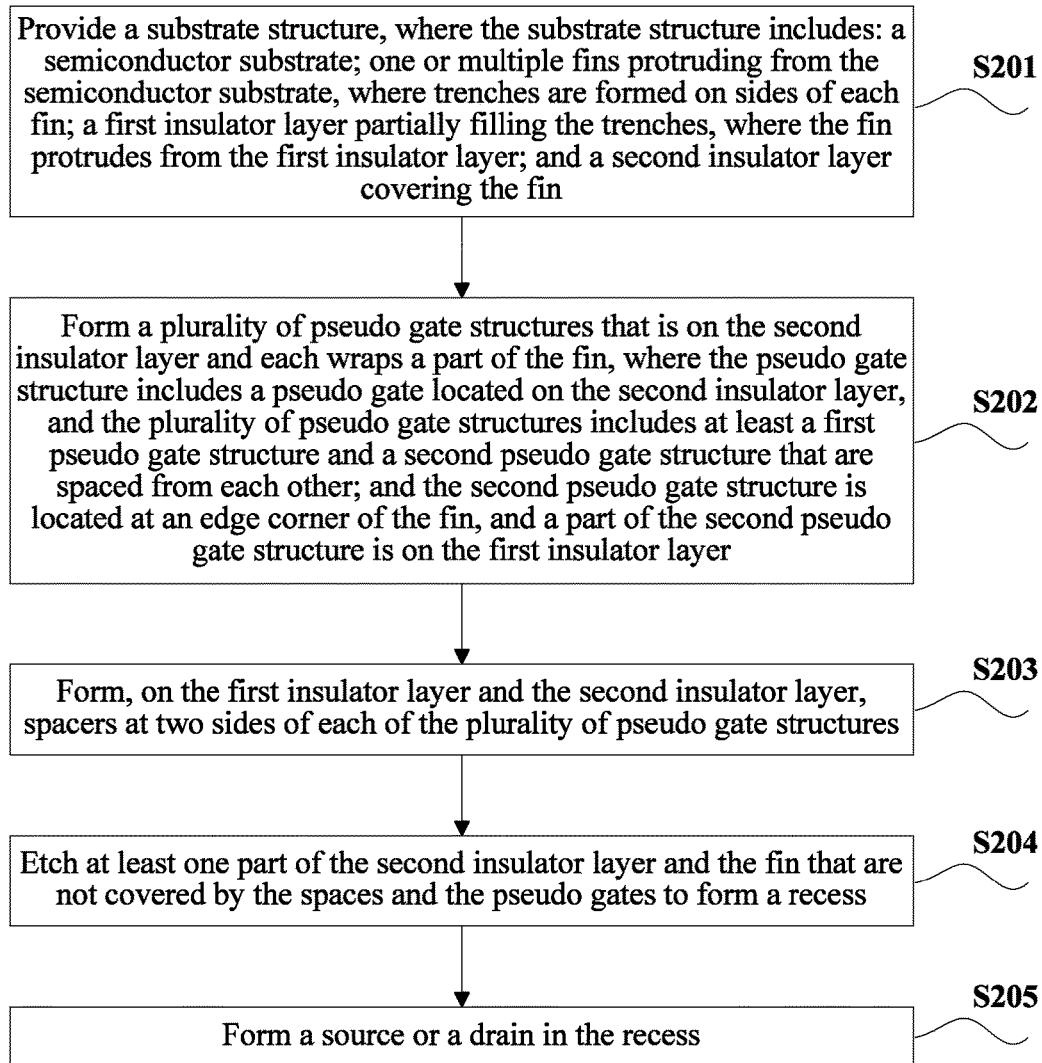 Provide a substrate structure, where the substrate structure includes: a
semiconductor substrate; one or multiple fins protruding from the
semiconductor substrate, where trenches are formed on sides of each
fin; a first insulator layer partially filling the trenches, where the fin
protrudes from the first insulator layer; and a second insulator layer
covering the fin
S201
Form a plurality of pseudo gate structures that is on the second
insulator layer and each wraps a part of the fin, where the pseudo gate
structure includes a pseudo gate located on the second insulator layer,
and the plurality of pseudo gate structures includes at least a first
pseudo gate structure and a second pseudo gate structure that are
spaced from each other; and the second pseudo gate structure is
located at an edge corner of the fin, and a part of the second pseudo
gate structure is on the first insulator layer
S202
Form, on the first insulator layer and the second insulator layer,
spacers at two sides of each of the plurality of pseudo gate structures
S203
Etch at least one part of the second insulator layer and the fin that are
not covered by the spaces and the pseudo gates to form a recess
S204
Form a source or a drain in the recess
S205